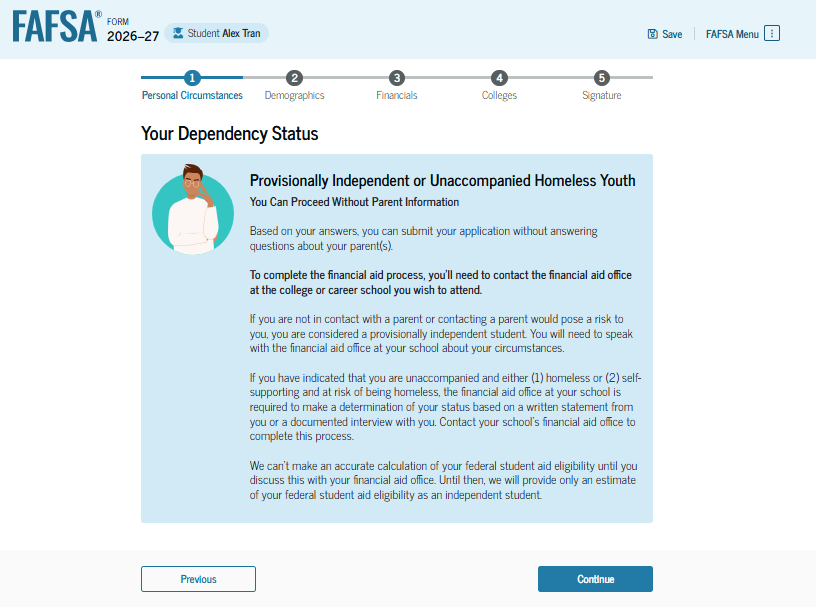 FAFSA® FORM 2026–27 Student Alex Tran Save FAFSA Menu
1 2 3 4 5
Personal Circumstances Demographics Financials Colleges Signature
Your Dependency Status
Provisionally Independent or Unaccompanied Homeless Youth
You Can Proceed Without Parent Information
Based on your answers, you can submit your application without answering
questions about your parent(s).
To complete the financial aid process, you'll need to contact the financial aid office
at the college or career school you wish to attend.
If you are not in contact with a parent or contacting a parent would pose a risk to
you, you are considered a provisionally independent student. You will need to speak
with the financial aid office at your school about your circumstances.
If you have indicated that you are unaccompanied and either (1) homeless or (2) self-
supporting and at risk of being homeless, the financial aid office at your school is
required to make a determination of your status based on a written statement from
you or a documented interview with you. Contact your school's financial aid office to
complete this process.
We can't make an accurate calculation of your federal student aid eligibility until you
discuss this with your financial aid office. Until then, we will provide only an estimate
of your federal student aid eligibility as an independent student.
Previous Continue